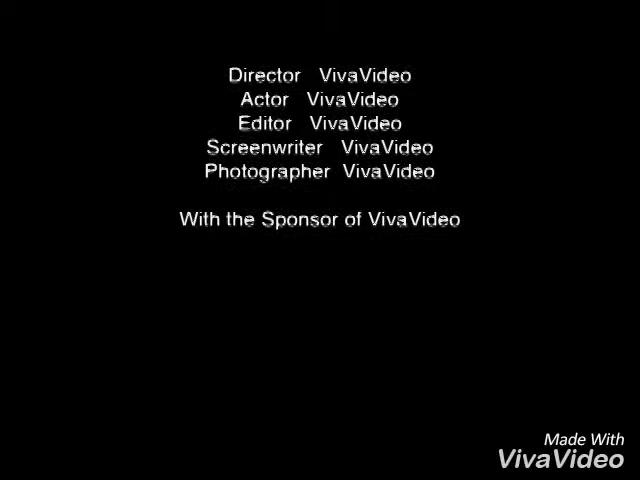 Director VivaVideo
Actor VivaVideo
Editor VivaVideo
Screenwriter VivaVideo
Photographer VivaVideo
With the Sponsor of VivaVideo
Made With
VivaVideo